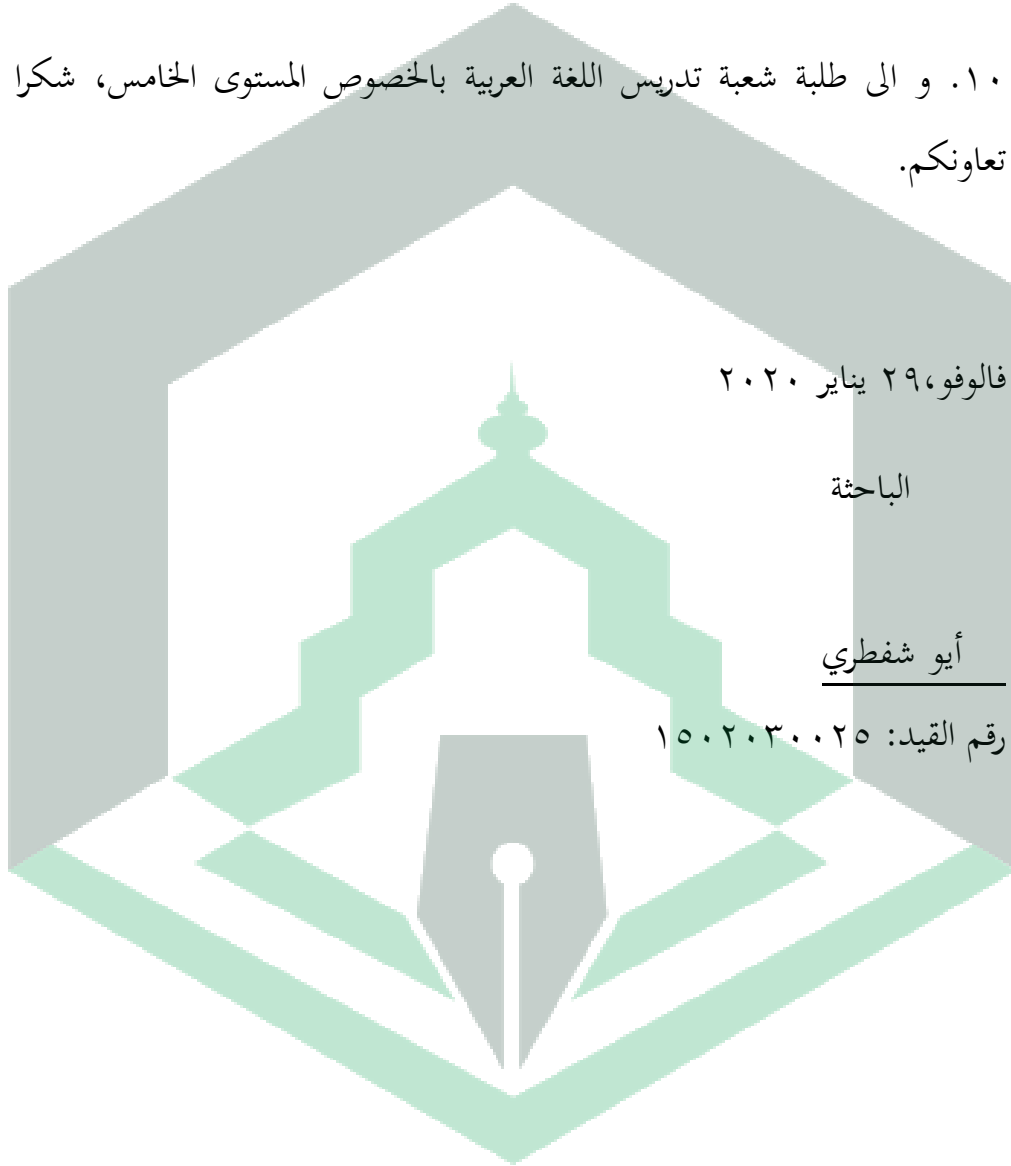 ١٠. و الى طلبة شعبة تدريس اللغة العربية بالخصوص المستوى الخامس، شكرا
تعاونكم.
فالوفو،٢٩ يناير ٢٠٢٠
الباحثة
أيو شفطري
رقم القيد: ١٥٠٢٠٣٠٠٢٥